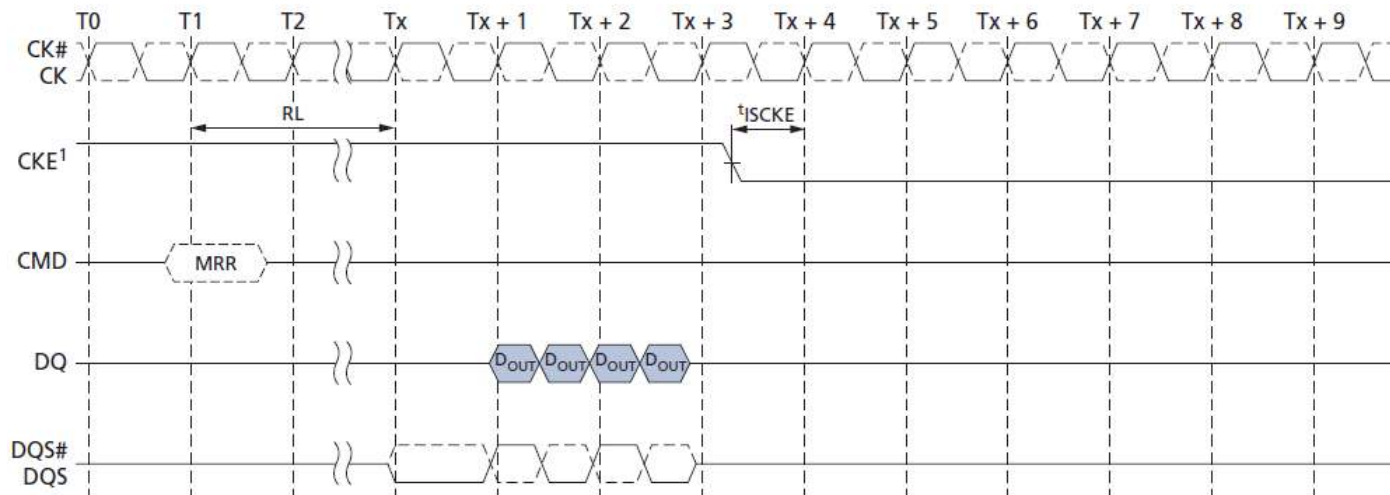 T0 T1 T2 Tx Tx + 1 Tx + 2 Tx + 3 Tx + 4 Tx + 5 Tx + 6 Tx + 7 Tx + 8 Tx + 9
CK#
CK
RL tISCKE
CKE1
CMD MRR
DQ DOUT DOUT DOUT DOUT
DQS#
DQS